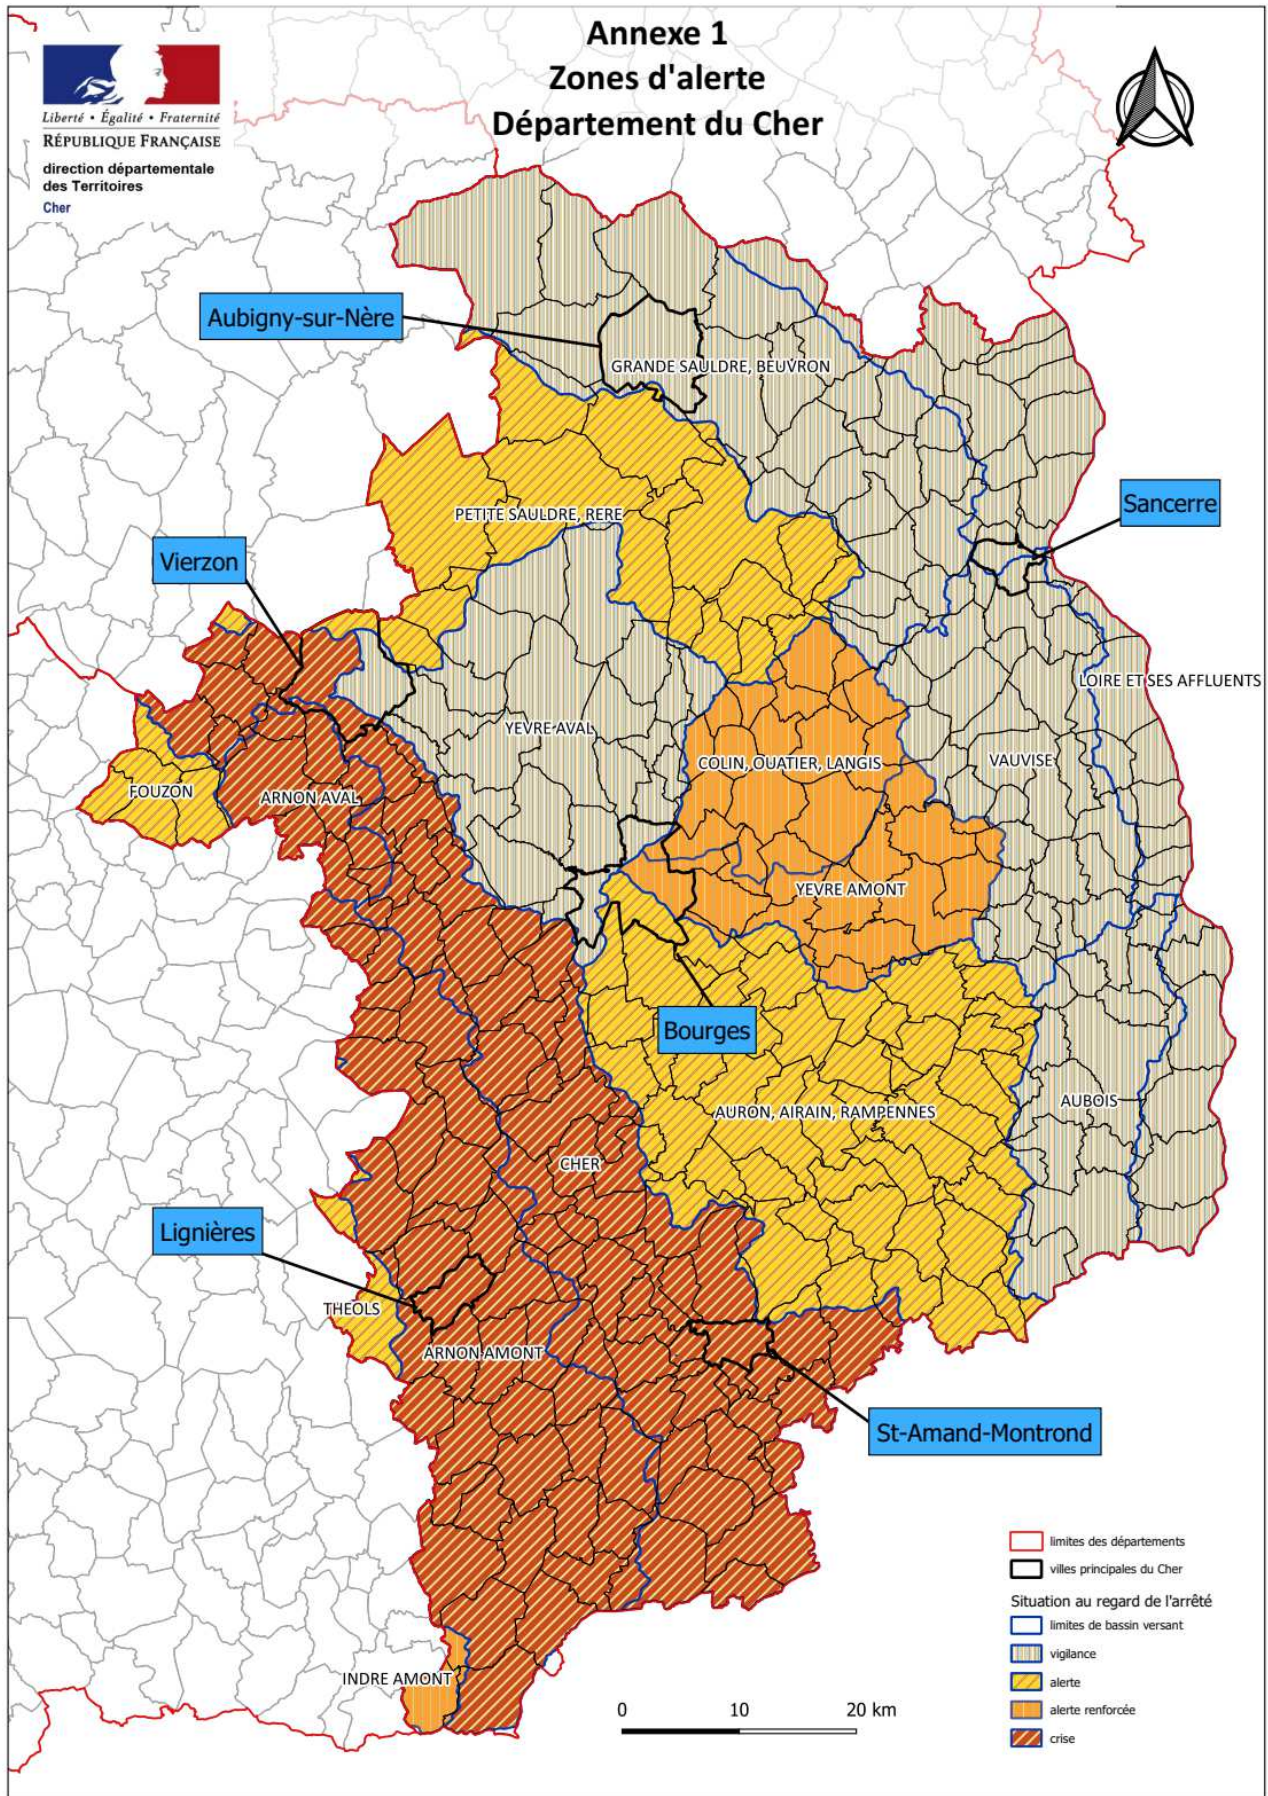 Annexe 1
Zones d'alerte
Département du Cher
Liberté • Égalité • Fraternité
RÉPUBLIQUE FRANÇAISE
direction départementale
des Territoires
Cher
Aubigny-sur-Nère
GRANDE SAULDRE, BEUVRON
Sancerre
PETITE SAULDRE, RERE
Vierzon
LOIRE ET SES AFFLUENTS
YEVRE AVAL
COLIN, OUATIER, LANGIS
VAUVISE
FOUZON
ARNON AVAL
YEVRE AMONT
Bourges
AUBOIS
AURON, AIRAIN, RAMPENNES
CHER
Lignières
THEOLS
ARNON AMONT
St-Amand-Montrond
INDRE AMONT
limites des départements
villes principales du Cher
Situation au regard de l'arrêté
limites de bassin versant
vigilance
alerte
alerte renforcée
crise
0 10 20 km